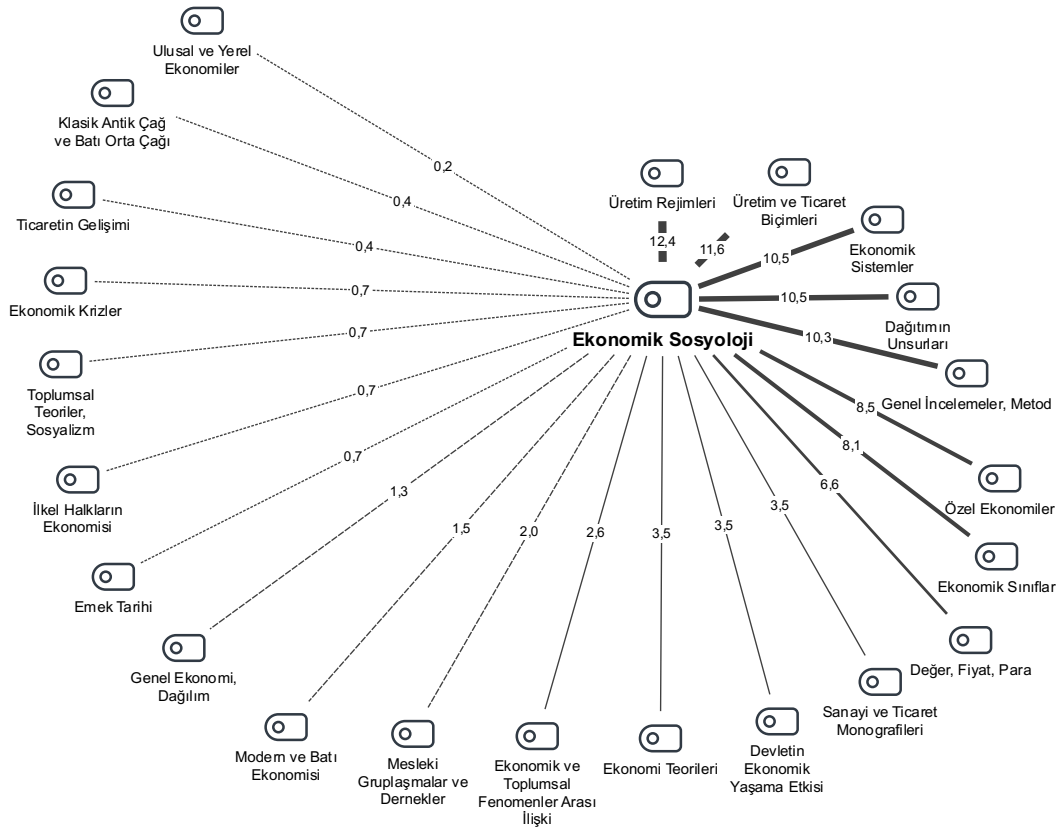 Ulusal ve Yerel
Ekonomiler
0,2
Klasik Antik Çağ
ve Batı Orta Çağı
0,4
Ticaretin Gelişimi
0,4
Ekonomik Krizler
0,7
Toplumsal
Teoriler,
Sosyalizm
0,7
İlkel Halkların
Ekonomisi
0,7
Emek Tarihi
0,7
Genel Ekonomi,
Dağılım
1,3
Modern ve Batı
Ekonomisi
1,5
Mesleki
Gruplaşmalar ve
Dernekler
2,0
Ekonomik ve
Toplumsal
Fenomenler Arası
İlişki
2,6
Ekonomi Teorileri
3,5
Devletin
Ekonomik
Yaşama Etkisi
3,5
Sanayi ve Ticaret
Monografileri
3,5
Değer, Fiyat, Para
6,6
Ekonomik Sınıflar
8,1
Özel Ekonomiler
8,5
Genel İncelemeler, Metod
10,3
Dağıtımın
Unsurları
10,5
Ekonomik
Sistemler
10,5
Üretim ve Ticaret
Biçimleri
11,6
Üretim Rejimleri
12,4
Ekonomik Sosyoloji